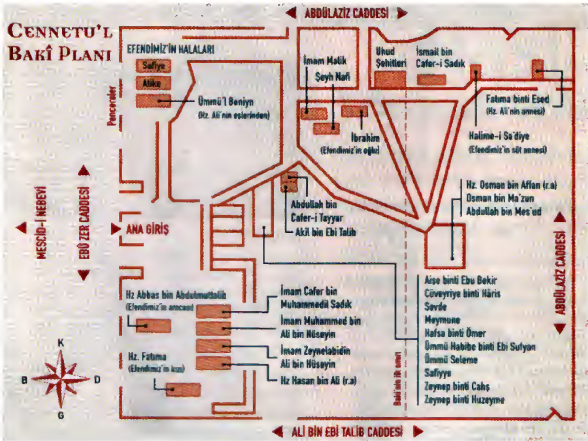 CENNETU'L
BAKÎ PLANI
ABDÜLAZİZ CADDESİ
EFENDİMİZ'İN HALALARI
Safiye
Atike
Ümmü'l Beniyn
(Hz. Ali'nin eşlerinden)
Pencereler
İmam Malik
Şeyh Nafi
İbrahim
(Efendimiz'in oğlu)
Uhud
Şehitleri
İsmail bin
Cafer-i Sadık
Fatıma binti Esed
(Hz. Ali'nin annesi)
Halime-i Sa'diye
(Efendimiz'in süt annesi)
Hz. Osman bin Affan (r.a)
Osman bin Ma'zun
Abdullah bin Mes'ud
Abdullah bin
Cafer-i Tayyar
Akil bin Ebi Talib
MESCİD-İ NEBEVİ
EBÛ ZER CADDESİ
ANA GİRİŞ
ABDÜLAZİZ CADDESİ
Hz Abbas bin Abdulmuttalib
(Efendimiz'in amcası)
Hz. Fatıma
(Efendimiz'in kızı)
İmam Cafer bin
Muhammedil Sadık
İmam Muhammed bin
Ali bin Hüseyin
İmam Zeynelabidin
Ali bin Hüseyin
Hz Hasan bin Ali (r.a)
Baki'nin ilk sınırı
Aişe binti Ebu Bekir
Cüveyriye binti Hâris
Sevde
Meymune
Hafsa binti Ömer
Ümmü Habibe binti Ebi Sufyan
Ümmü Seleme
Safiyye
Zeynep binti Cahş
Zeynep binti Huzeyme
K
B
D
G
ALİ BİN EBİ TALİB CADDESİ